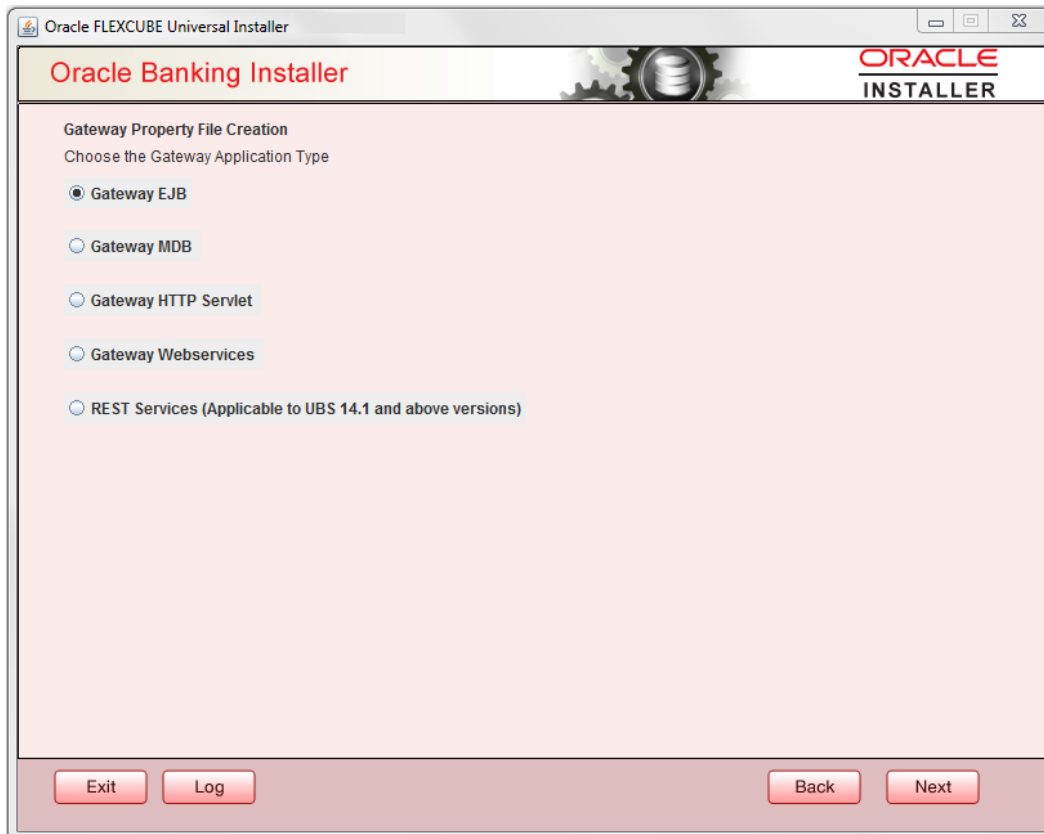 Oracle FLEXCUBE Universal Installer
Oracle Banking Installer
ORACLE
INSTALLER
Gateway Property File Creation
Choose the Gateway Application Type
Gateway EJB
Gateway MDB
Gateway HTTP Servlet
Gateway Webservices
REST Services (Applicable to UBS 14.1 and above versions)
Exit Log Back Next